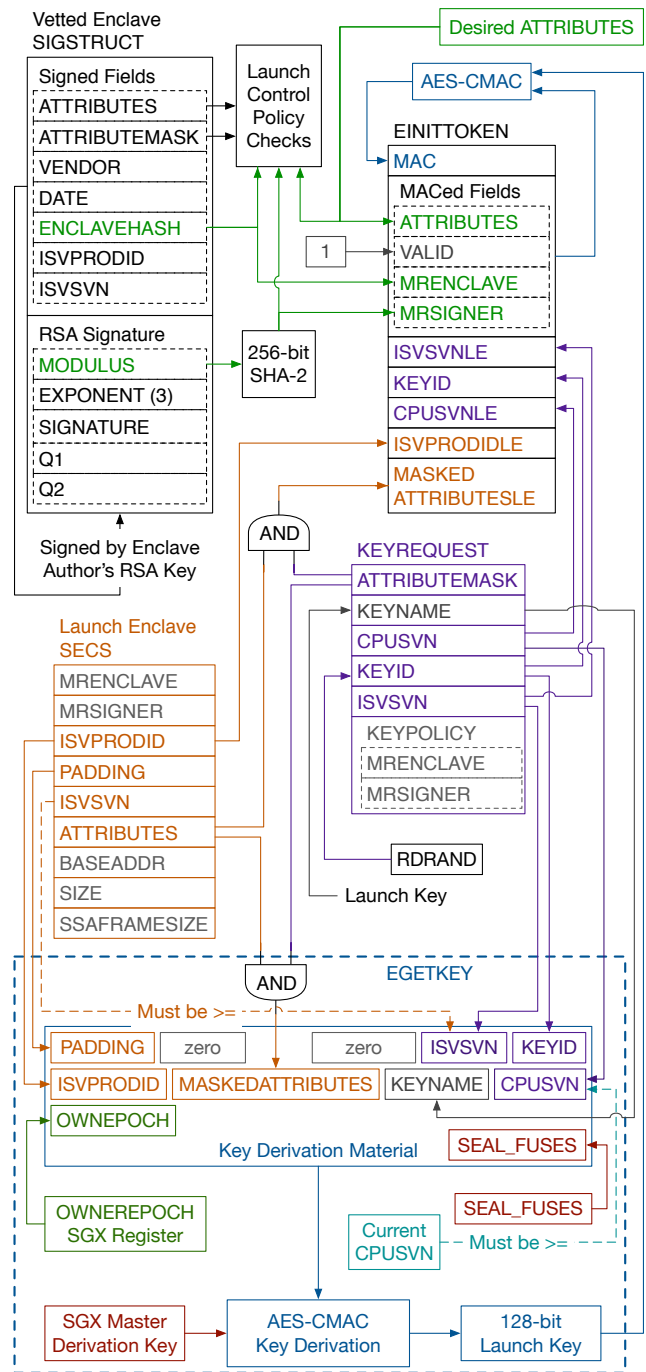 Vetted Enclave
SIGSTRUCT
Signed Fields
ATTRIBUTES
ATTRIBUTEMASK
VENDOR
DATE
ENCLAVEHASH
ISVPRODID
ISVSVN
RSA Signature
MODULUS
EXPONENT (3)
SIGNATURE
Q1
Q2
Signed by Enclave
Author's RSA Key
Launch
Control
Policy
Checks
256-bit
SHA-2
Desired ATTRIBUTES
AES-CMAC
EINITTOKEN
MAC
MACed Fields
ATTRIBUTES
1
VALID
MRENCLAVE
MRSIGNER
ISVSVNLE
KEYID
CPUSVNLE
ISVPRODIDLE
MASKED
ATTRIBUTESLE
AND
KEYREQUEST
ATTRIBUTEMASK
KEYNAME
CPUSVN
KEYID
ISVSVN
KEYPOLICY
MRENCLAVE
MRSIGNER
RDRAND
Launch Key
Launch Enclave
SECS
MRENCLAVE
MRSIGNER
ISVPRODID
PADDING
ISVSVN
ATTRIBUTES
BASEADDR
SIZE
SSAFRAMESIZE
AND
EGETKEY
Must be >=
PADDING
zero
zero
ISVSVN
KEYID
ISVPRODID
MASKEDATTRIBUTES
KEYNAME
CPUSVN
OWNEPOCH
Key Derivation Material
SEAL_FUSES
OWNEREPOCH
SGX Register
SEAL_FUSES
Current
CPUSVN
Must be >=
SGX Master
Derivation Key
AES-CMAC
Key Derivation
128-bit
Launch Key